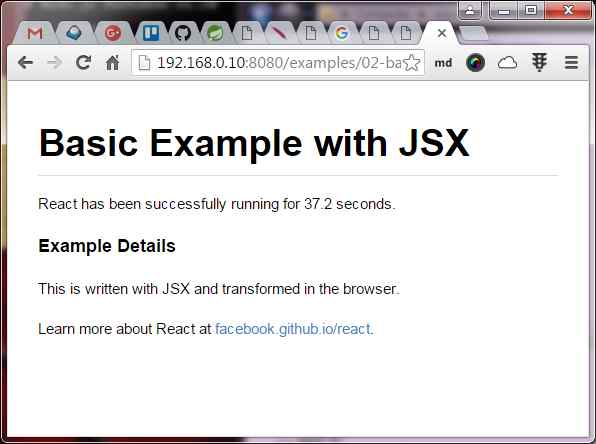 192.168.0.10:8080/examples/02-ba
md
Basic Example with JSX
React has been successfully running for 37.2 seconds.
Example Details
This is written with JSX and transformed in the browser.
Learn more about React at facebook.github.io/react.